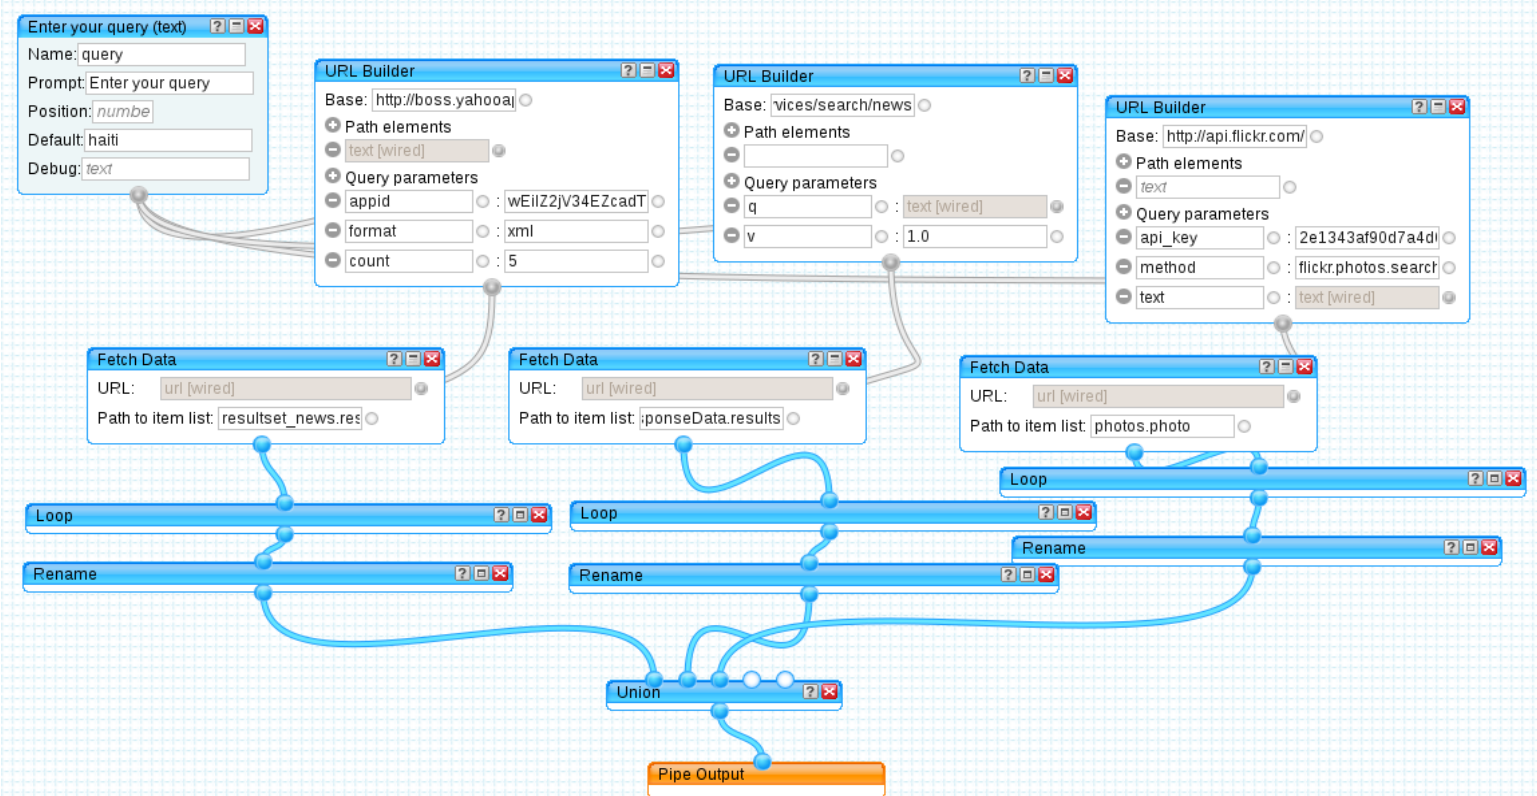 Enter your query (text)
Name: query
Prompt: Enter your query
Position: numbe
Default: haiti
Debug: text
URL Builder
Base: http://boss.yahooa
Path elements
text [wired]
Query parameters
appid : wEiIZ2jV34EZcadT
format : xml
count : 5
URL Builder
Base: vices/search/news
Path elements
Query parameters
q : text [wired]
v : 1.0
URL Builder
Base: http://api.flickr.com/
Path elements
text
Query parameters
api_key : 2e1343af90d7a4d
method : flickr.photos.search
text : text [wired]
Fetch Data
URL: url [wired]
Path to item list: resultset_news.res
Fetch Data
URL: url [wired]
Path to item list: ponseData.results
Fetch Data
URL: url [wired]
Path to item list: photos.photo
Loop
Loop
Loop
Rename
Rename
Rename
Union
Pipe Output